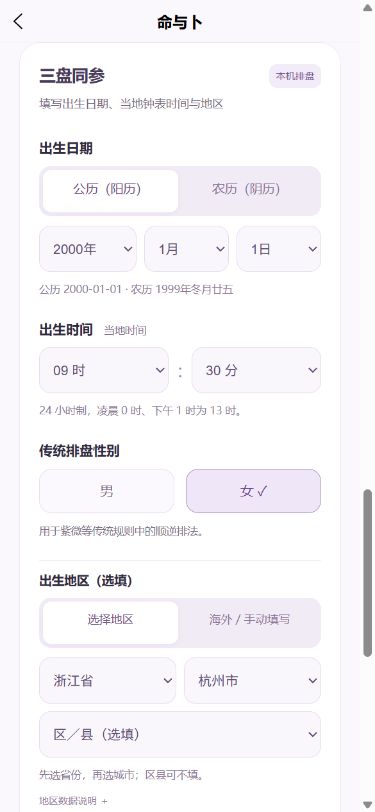 命与卜
三盘同参
本机排盘
填写出生日期、当地钟表时间与地区
出生日期
公历（阳历） 农历（阴历）
2000年 1月 1日
公历 2000-01-01 · 农历 1999年冬月廿五
出生时间 当地时间
09 时 : 30 分
24 小时制，凌晨 0 时、下午 1 时为 13 时。
传统排盘性别
男 女 ✓
用于紫微等传统规则中的顺逆排法。
出生地区（选填）
选择地区 海外 / 手动填写
浙江省 杭州市
区／县（选填）
先选省份，再选城市；区县可不填。
地区数据说明 +